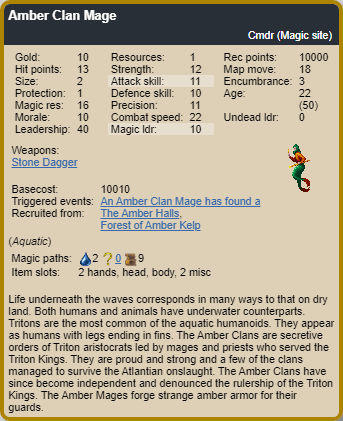 Amber Clan Mage
Cmdr (Magic site)
Gold: 10 Resources: 1 Rec points: 10000
Hit points: 13 Strength: 12 Map move: 18
Size: 2 Attack skill: 11 Encumbrance: 3
Protection: 1 Defence skill: 10 Age: 22
Magic res: 16 Precision: 11 (50)
Morale: 10 Combat speed: 22 Undead ldr: 0
Leadership: 40 Magic ldr: 10
Weapons:
Stone Dagger
Basecost: 10010
Triggered events: An Amber Clan Mage has found a
Recruited from: The Amber Halls,
Forest of Amber Kelp
(Aquatic)
Magic paths: 2 ? 0 9
Item slots: 2 hands, head, body, 2 misc
Life underneath the waves corresponds in many ways to that on dry
land. Both humans and animals have underwater counterparts.
Tritons are the most common of the aquatic humanoids. They appear
as humans with legs ending in fins. The Amber Clans are secretive
orders of Triton aristocrats led by mages and priests who served the
Triton Kings. They are proud and strong and a few of the clans
managed to survive the Atlantian onslaught. The Amber Clans have
since become independent and denounced the rulership of the Triton
Kings. The Amber Mages forge strange amber armor for their
guards.